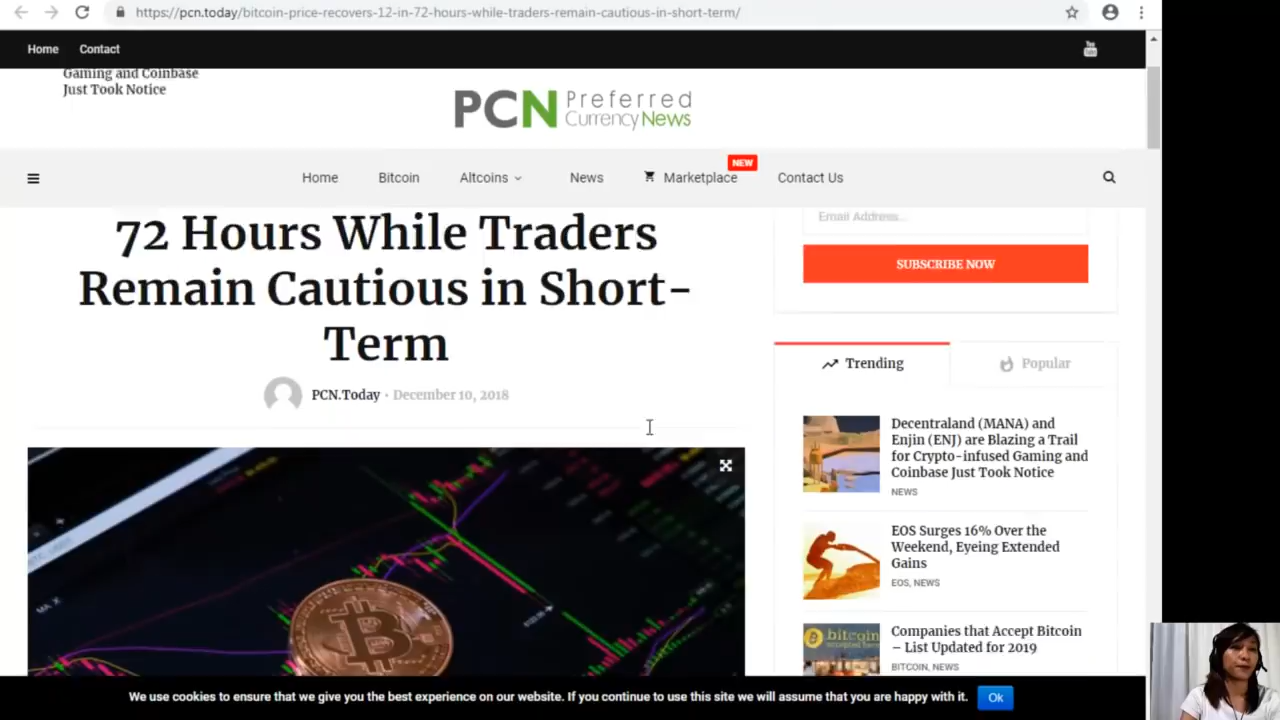 https://pcn.today/bitcoin-price-recovers-12-in-72-hours-while-traders-remain-cautious-in-short-term/
Home Contact
Gaming and Coinbase
Just Took Notice
PCN Preferred
CurrencyNews
NEW
Home Bitcoin Altcoins News Marketplace Contact Us
72 Hours While Traders
Remain Cautious in Short-
Term
PCN.Today • December 10, 2018
Email Address...
SUBSCRIBE NOW
Trending Popular
Decentraland (MANA) and
Enjin (ENJ) are Blazing a Trail
for Crypto-infused Gaming and
Coinbase Just Took Notice
NEWS
EOS Surges 16% Over the
Weekend, Eyeing Extended
Gains
EOS, NEWS
Companies that Accept Bitcoin
– List Updated for 2019
BITCOIN, NEWS
We use cookies to ensure that we give you the best experience on our website. If you continue to use this site we will assume that you are happy with it. Ok